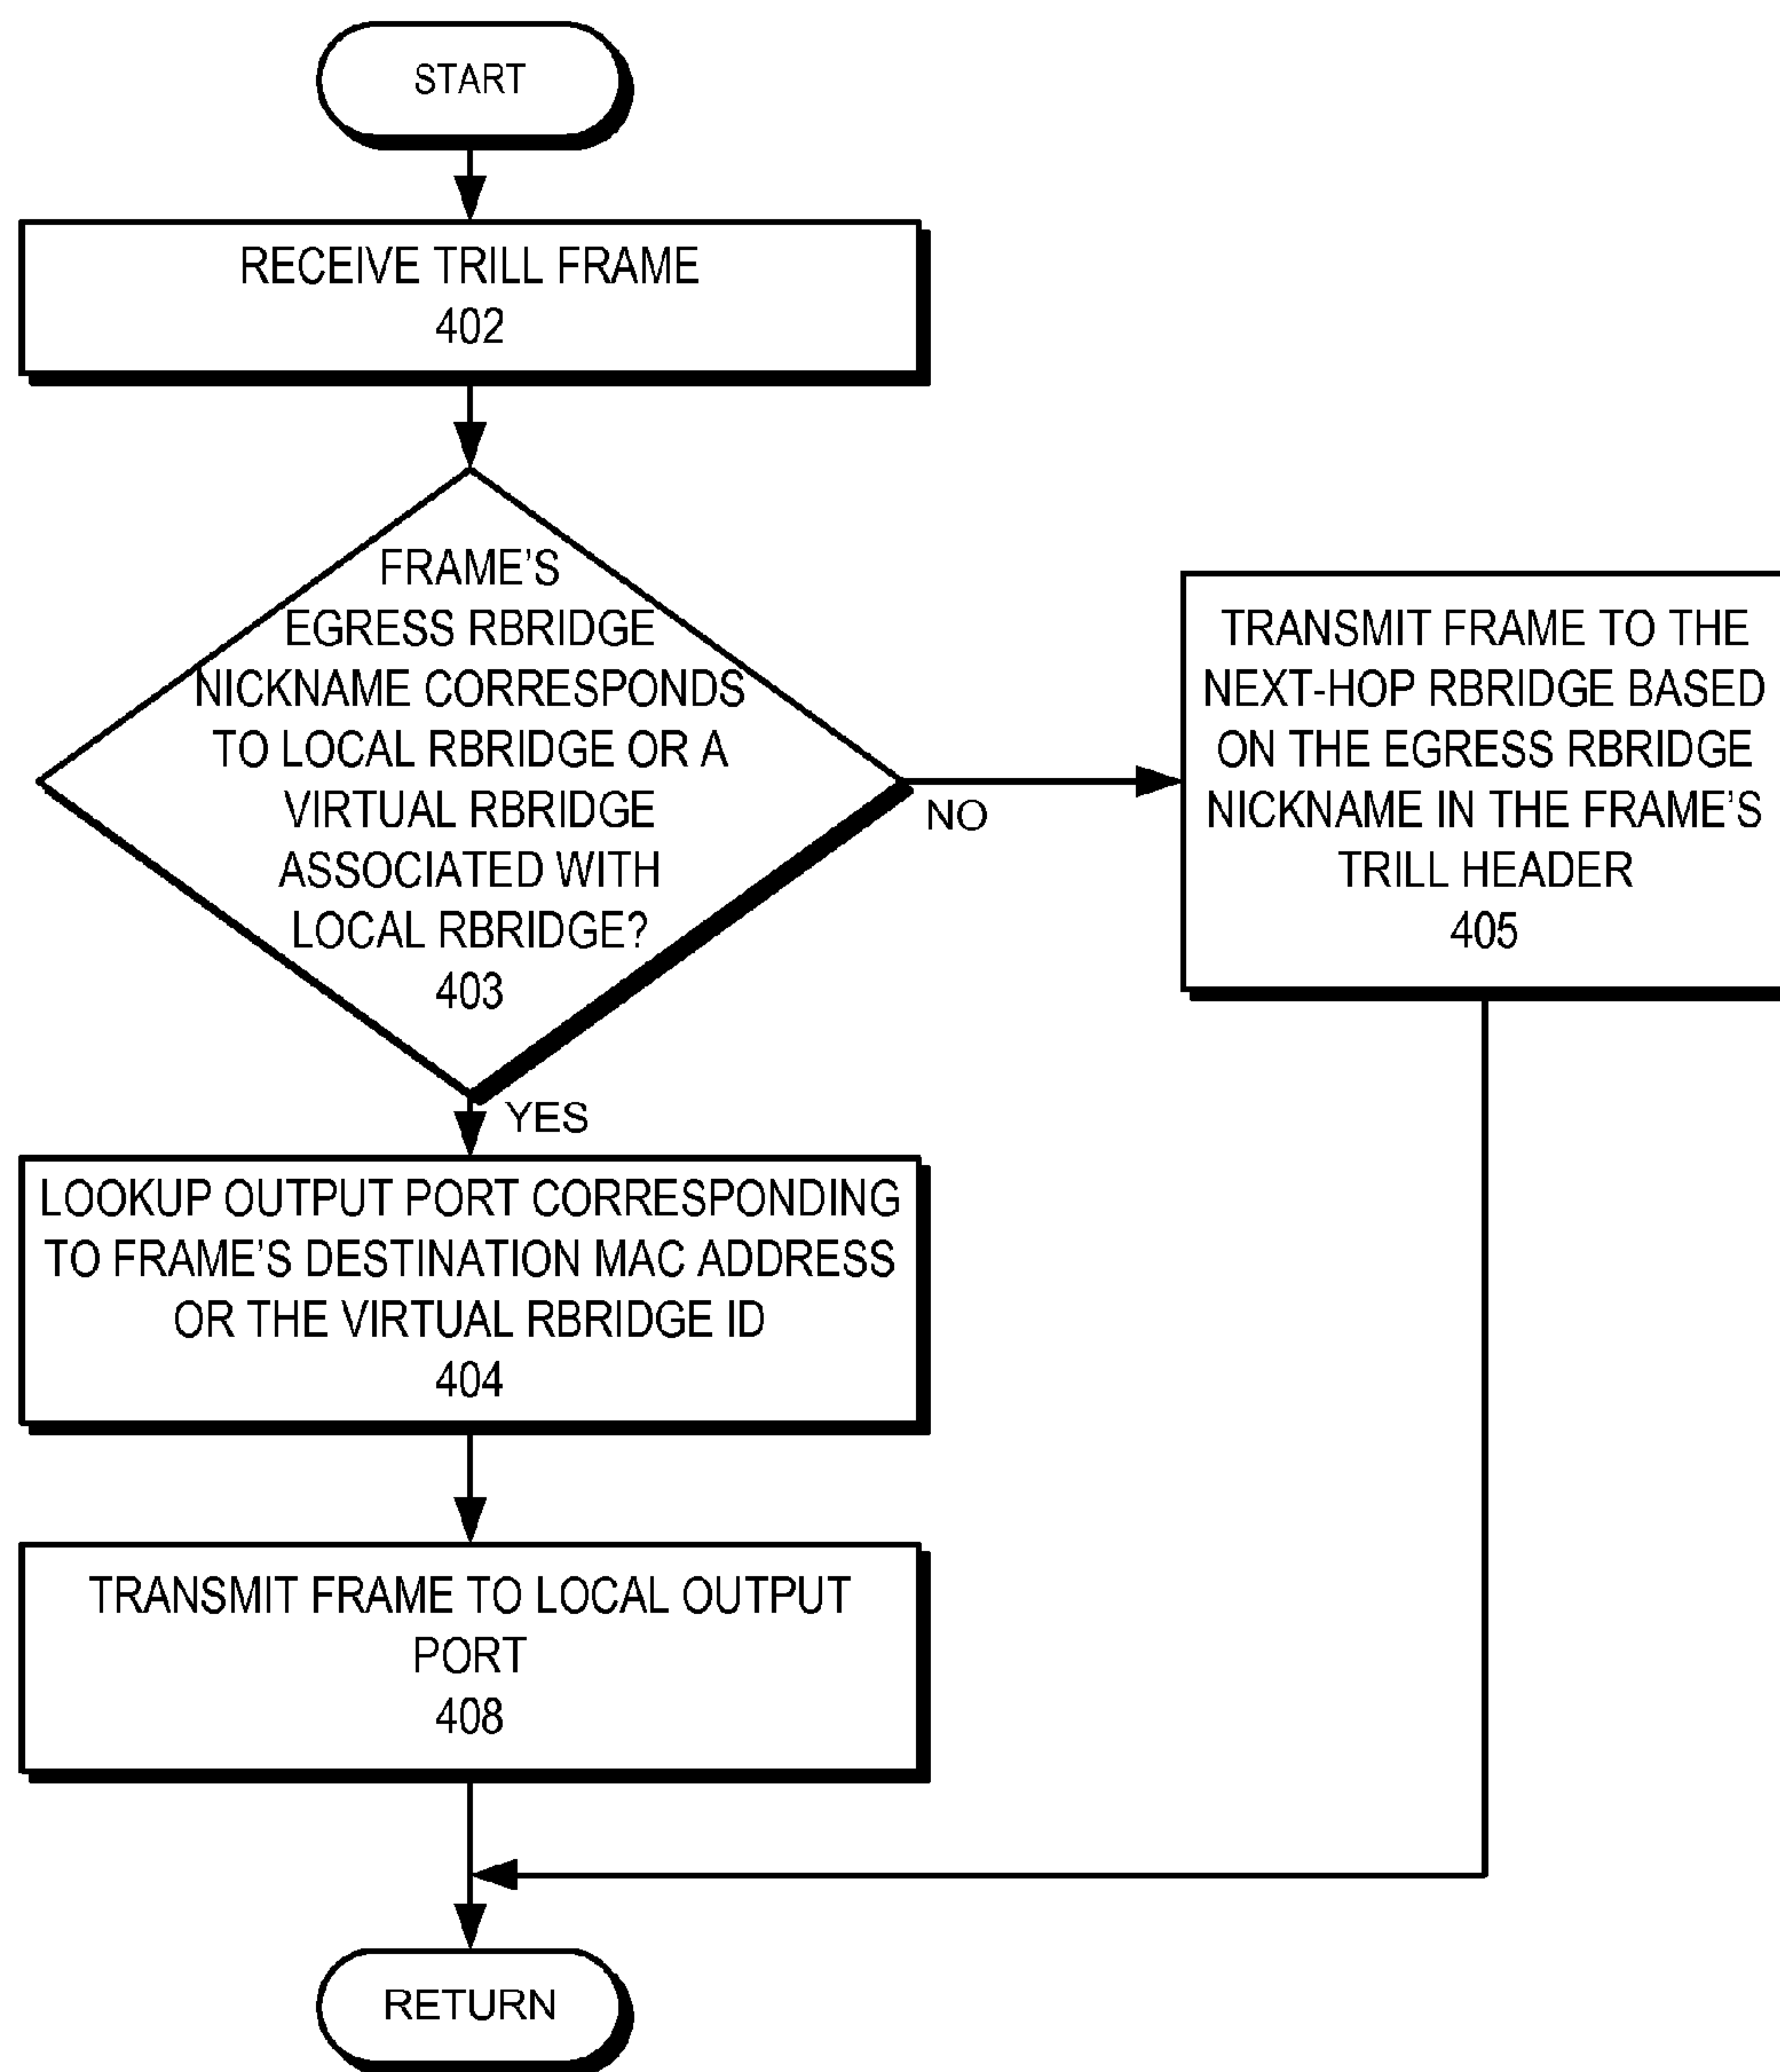 START
RECEIVE TRILL FRAME
402
FRAME'S
EGRESS RBRIDGE
NICKNAME CORRESPONDS
TO LOCAL RBRIDGE OR A
VIRTUAL RBRIDGE
ASSOCIATED WITH
LOCAL RBRIDGE?
403
NO
TRANSMIT FRAME TO THE
NEXT-HOP RBRIDGE BASED
ON THE EGRESS RBRIDGE
NICKNAME IN THE FRAME'S
TRILL HEADER
405
YES
LOOKUP OUTPUT PORT CORRESPONDING
TO FRAME'S DESTINATION MAC ADDRESS
OR THE VIRTUAL RBRIDGE ID
404
TRANSMIT FRAME TO LOCAL OUTPUT
PORT
408
RETURN